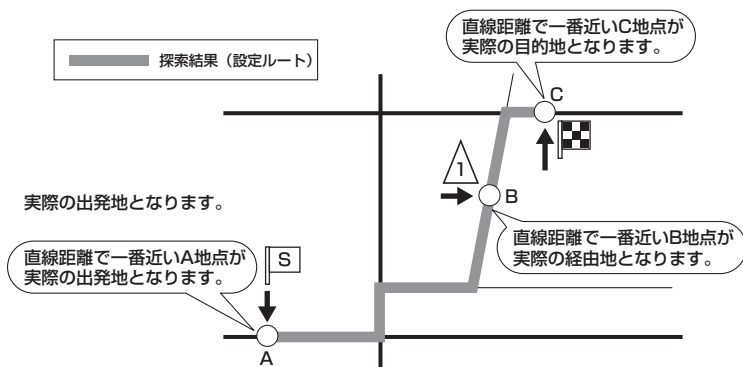 直線距離で一番近いC地点が
実際の目的地となります。
探索結果（設定ルート）
C
1
B
実際の出発地となります。
直線距離で一番近いB地点が
実際の経由地となります。
直線距離で一番近いA地点が
実際の出発地となります。
S
A